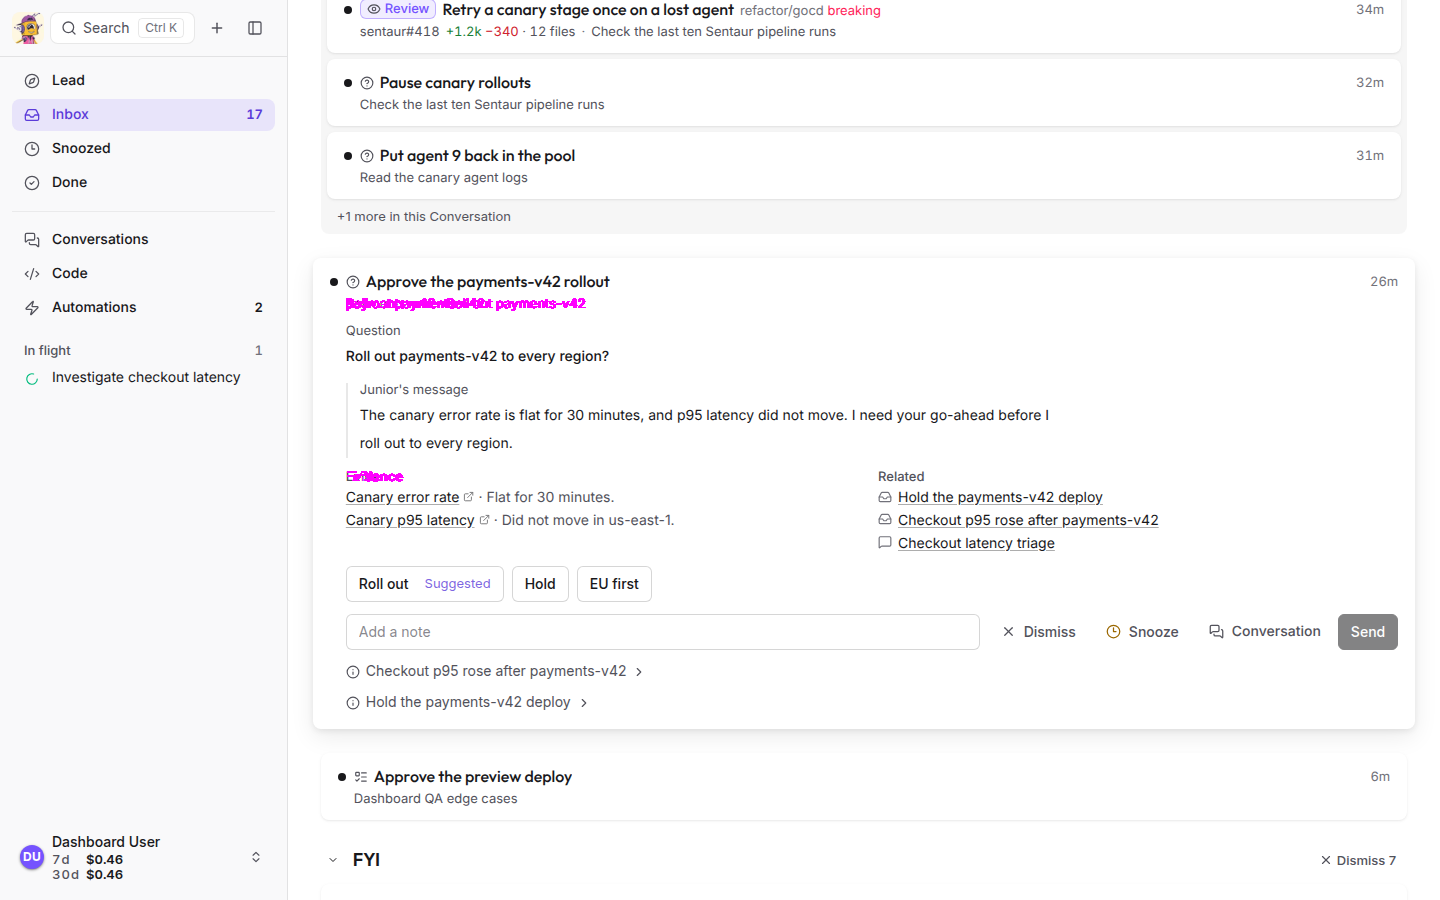 Search Ctrl K
Lead
Inbox 17
Snoozed
Done
Conversations
Code
Automations 2
In flight 1
Investigate checkout latency
DU
Dashboard User
7d $0.46
30d $0.46
Review Retry a canary stage once on a lost agent refactor/gocd breaking 34m
sentaur#418 +1.2k −340 · 12 files · Check the last ten Sentaur pipeline runs
Pause canary rollouts 32m
Check the last ten Sentaur pipeline runs
Put agent 9 back in the pool 31m
Read the canary agent logs
+1 more in this Conversation
Approve the payments-v42 rollout 26m
payments-v42
Question
Roll out payments-v42 to every region?
Junior's message
The canary error rate is flat for 30 minutes, and p95 latency did not move. I need your go-ahead before I
roll out to every region.
Canary error rate · Flat for 30 minutes.
Canary p95 latency · Did not move in us-east-1.
Related
Hold the payments-v42 deploy
Checkout p95 rose after payments-v42
Checkout latency triage
Roll out Suggested Hold EU first
Add a note Dismiss Snooze Conversation Send
Checkout p95 rose after payments-v42
Hold the payments-v42 deploy
Approve the preview deploy 6m
Dashboard QA edge cases
FYI Dismiss 7